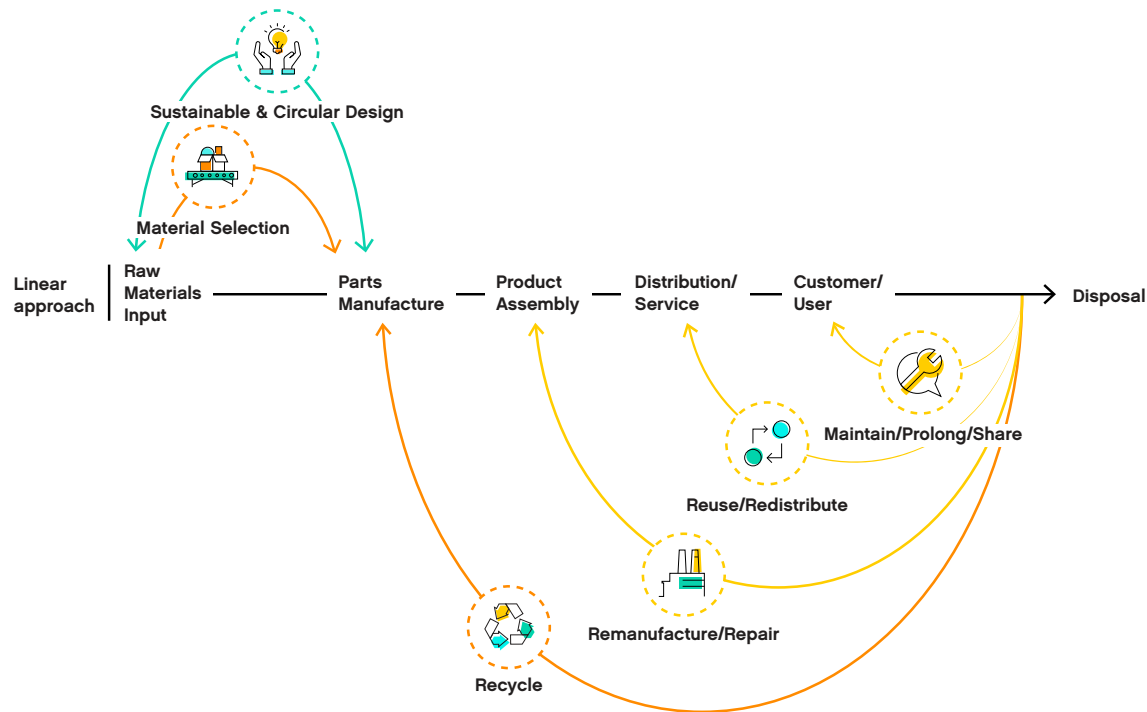 Sustainable & Circular Design
Material Selection
Linear
approach
Raw
Materials
Input
Parts
Manufacture
Product
Assembly
Distribution/
Service
Customer/
User
Disposal
Maintain/Prolong/Share
Reuse/Redistribute
Remanufacture/Repair
Recycle